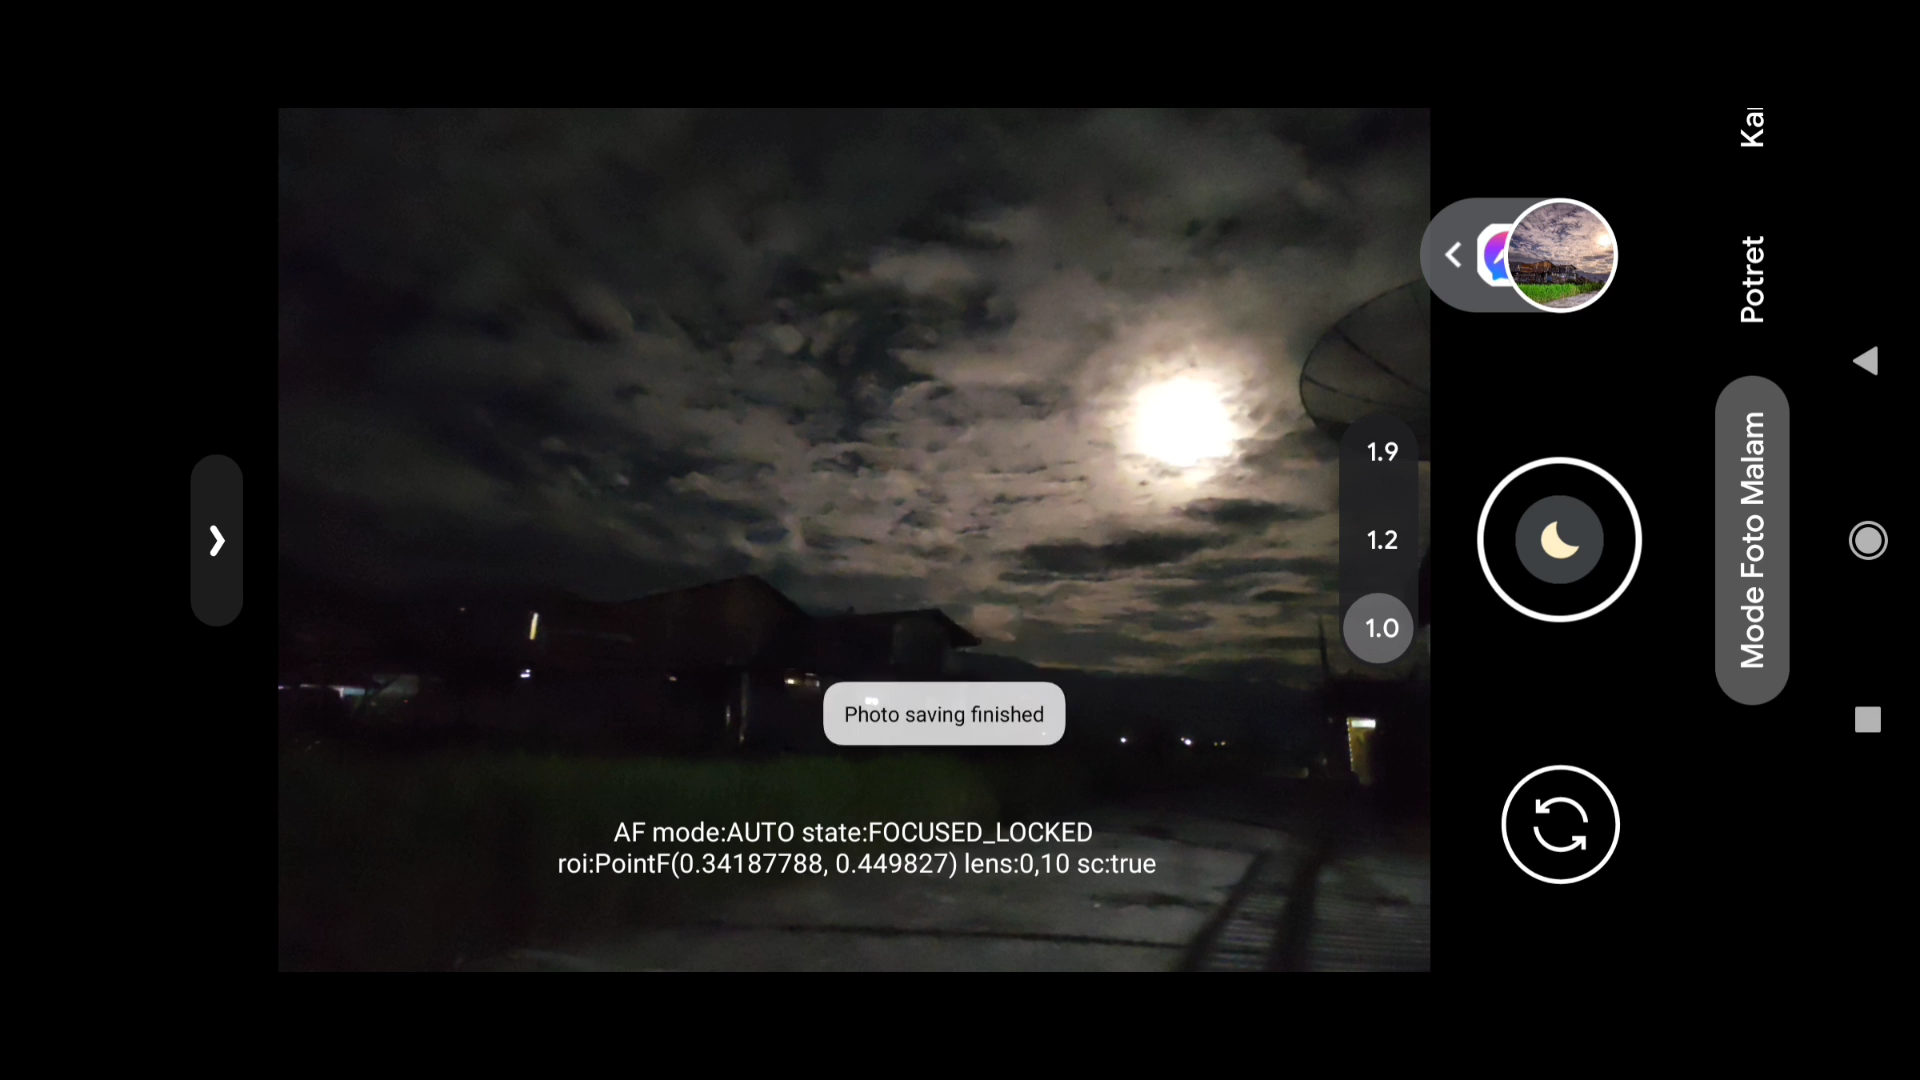 Photo saving finished
AF mode:AUTO state:FOCUSED_LOCKED
roi:PointF(0.34187788, 0.449827) lens:0,10 sc:true
1.9
1.2
1.0
Mode Foto Malam
Potret
Ka